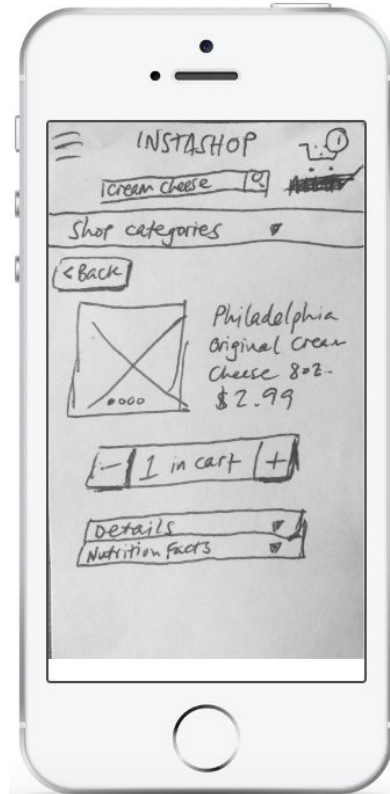 INSTASHOP
1
cream cheese
Shop categories
< Back
Philadelphia
Original Cream
Cheese 8oz.
$2.99
− 1 in cart +
Details
Nutrition Facts